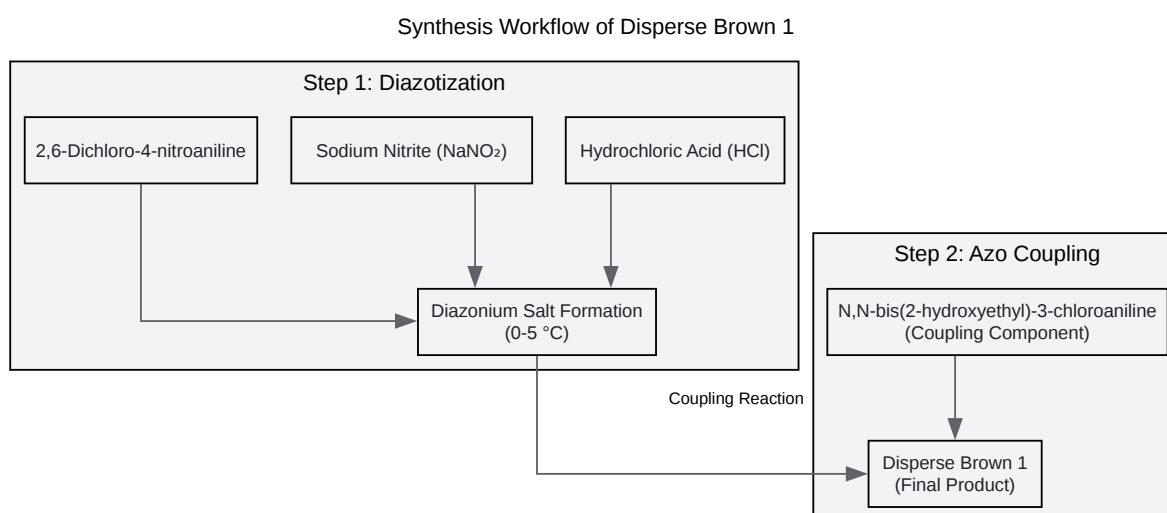 Synthesis Workflow of Disperse Brown 1
Step 1: Diazotization
2,6-Dichloro-4-nitroaniline
Sodium Nitrite (NaNO₂)
Hydrochloric Acid (HCl)
Diazonium Salt Formation
(0-5 °C)
Step 2: Azo Coupling
N,N-bis(2-hydroxyethyl)-3-chloroaniline
(Coupling Component)
Coupling Reaction
Disperse Brown 1
(Final Product)